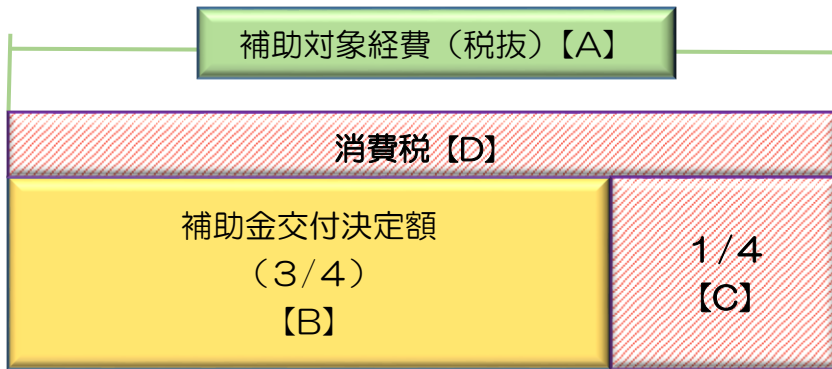 補助対象経費（税抜）【A】
消費税【D】
補助金交付決定額
（３/４）
【B】
１/４
【C】